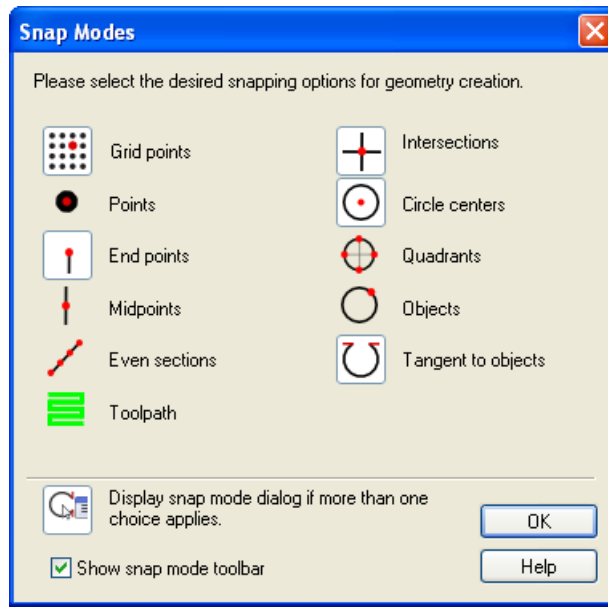 Snap Modes
Please select the desired snapping options for geometry creation.
Grid points
Intersections
Points
Circle centers
End points
Quadrants
Midpoints
Objects
Even sections
Tangent to objects
Toolpath
Display snap mode dialog if more than one
choice applies.
OK
Show snap mode toolbar
Help